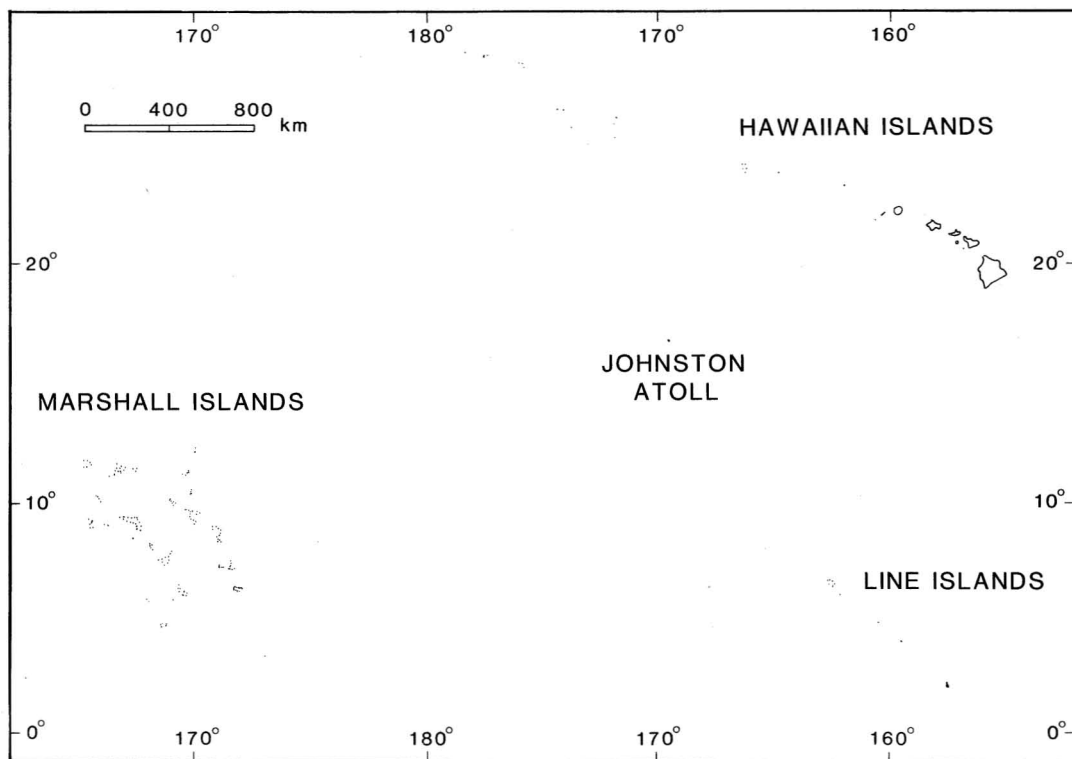 170° 180° 170° 160°
0 400 800
km
HAWAIIAN ISLANDS
20° 20°
JOHNSTON
ATOLL
MARSHALL ISLANDS
10° 10°
LINE ISLANDS
0° 0°
170° 180° 170° 160°